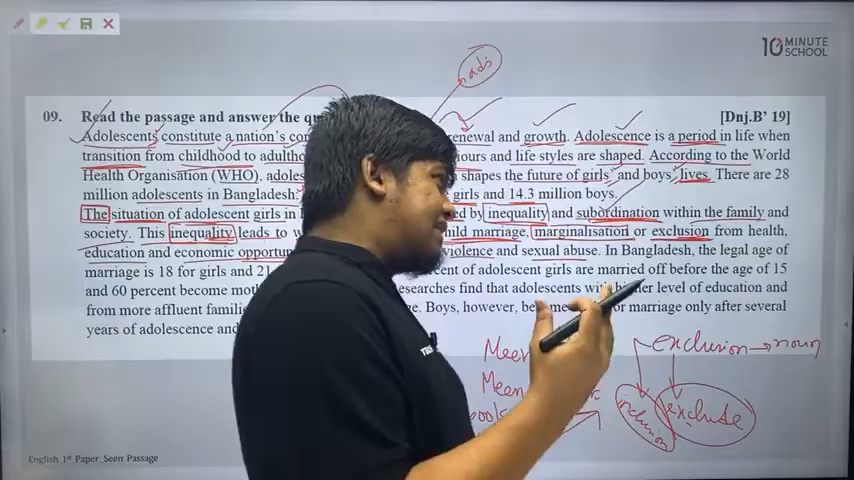 10 MINUTE SCHOOL
09. Read the passage and answer the qu [Dnj.B' 19]
Adolescents constitute a nation's co renewal and growth. Adolescence is a period in life when
transition from childhood to adultho iours and life styles are shaped. According to the World
Health Organisation (WHO), adoles shapes the future of girls' and boys' lives. There are 28
million adolescents in Bangladesh; girls and 14.3 million boys.
The situation of adolescent girls in ed by inequality and subordination within the family and
society. This inequality leads to w hild marriage, marginalisation or exclusion from health,
education and economic opportun violence and sexual abuse. In Bangladesh, the legal age of
marriage is 18 for girls and 21 cent of adolescent girls are married off before the age of 15
and 60 percent become mot esearches find that adolescents with level of education and
from more affluent familie ge. Boys, however, be or marriage only after several
years of adolescence and
exclusion → noun
inclusion exclude
English 1st Paper_Seen Passage